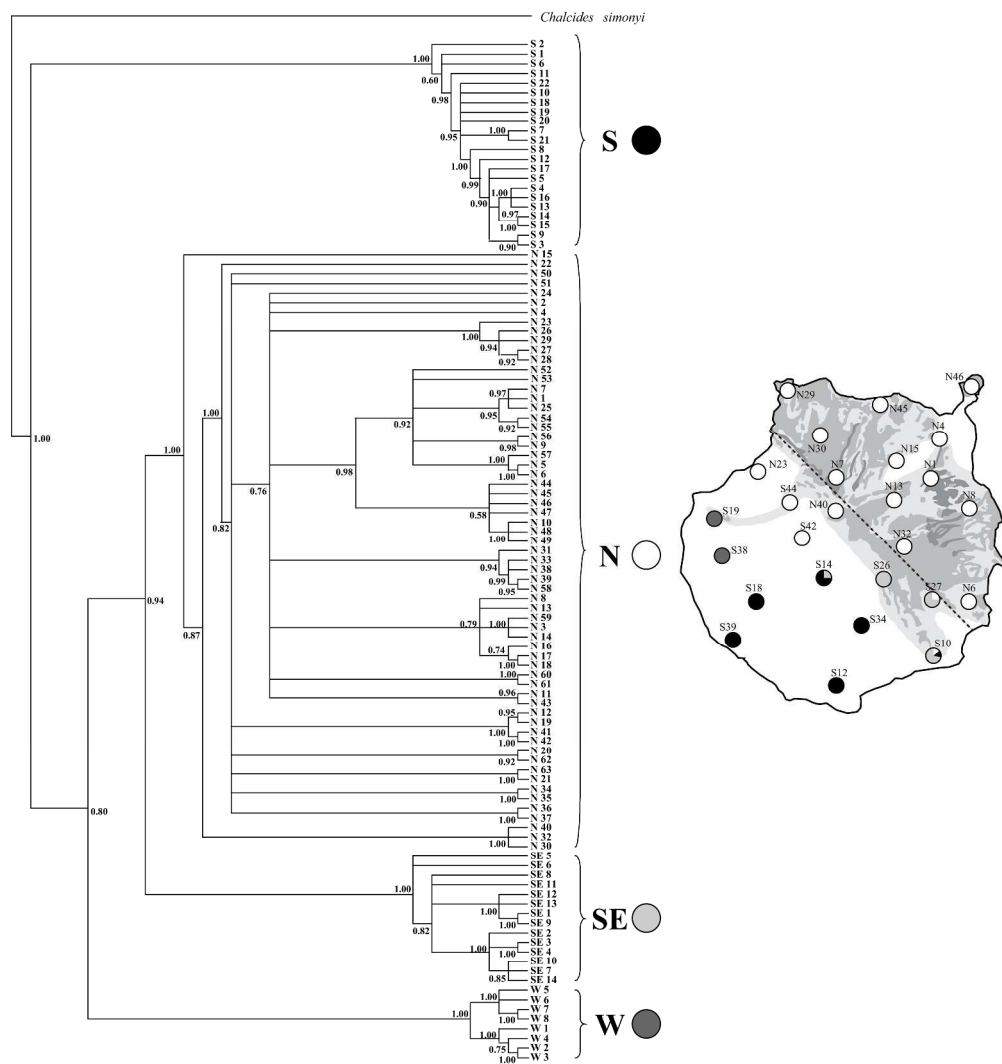 Chalcides simonyi
S 2
1.00
S 1
S 6
0.60
S 11
0.98
S 22
S 10
S 18
S 19
S 20
S 7
0.95
1.00
S 21
S
S 8
S 12
1.00
S 17
0.99
S 5
S 4
0.90
1.00
S 16
S 13
0.97
S 14
1.00
S 15
S 9
0.90
S 3
N 15
N 22
N 50
N 51
N 24
N 2
N 4
N 23
1.00
N 26
N 29
0.94
N 27
0.92
N 28
N 52
N 53
N 7
0.97
N 1
N 25
1.00
0.95
N 54
0.92
0.92
N 55
N 56
0.98
N 9
1.00
N 57
N 5
1.00
1.00
N 6
0.98
N 44
0.76
N 45
N 46
N 47
0.58
N 10
N 48
0.82
1.00
N 49
N 31
N
N 33
0.94
N 38
0.99
N 39
0.95
N 58
0.94
N 8
N 13
N 59
0.87
0.79
1.00
N 3
N 14
N 16
0.74
N 17
1.00
N 18
1.00
N 60
N 61
0.96
N 11
N 43
N 12
0.95
N 19
1.00
N 41
1.00
N 42
N 20
0.92
N 62
N 63
1.00
N 21
N 34
1.00
N 35
0.80
N 36
1.00
N 37
N 40
N 32
1.00
N 30
SE 5
SE 6
SE 8
1.00
SE 11
SE 12
SE 13
1.00
SE 1
SE 9
SE
0.82
SE 2
SE 3
1.00
1.00
SE 4
SE 10
SE 7
0.85
SE 14
W 5
1.00
W 6
W 7
1.00
1.00
W 8
W
W 1
1.00
W 4
0.75
W 2
1.00
W 3
N46
N29
N45
N4
N30
N15
N23
N7
N1
S44
N13
N8
S19
N40
S42
N32
S38
S14
S26
S18
S27
N6
S34
S39
S10
S12